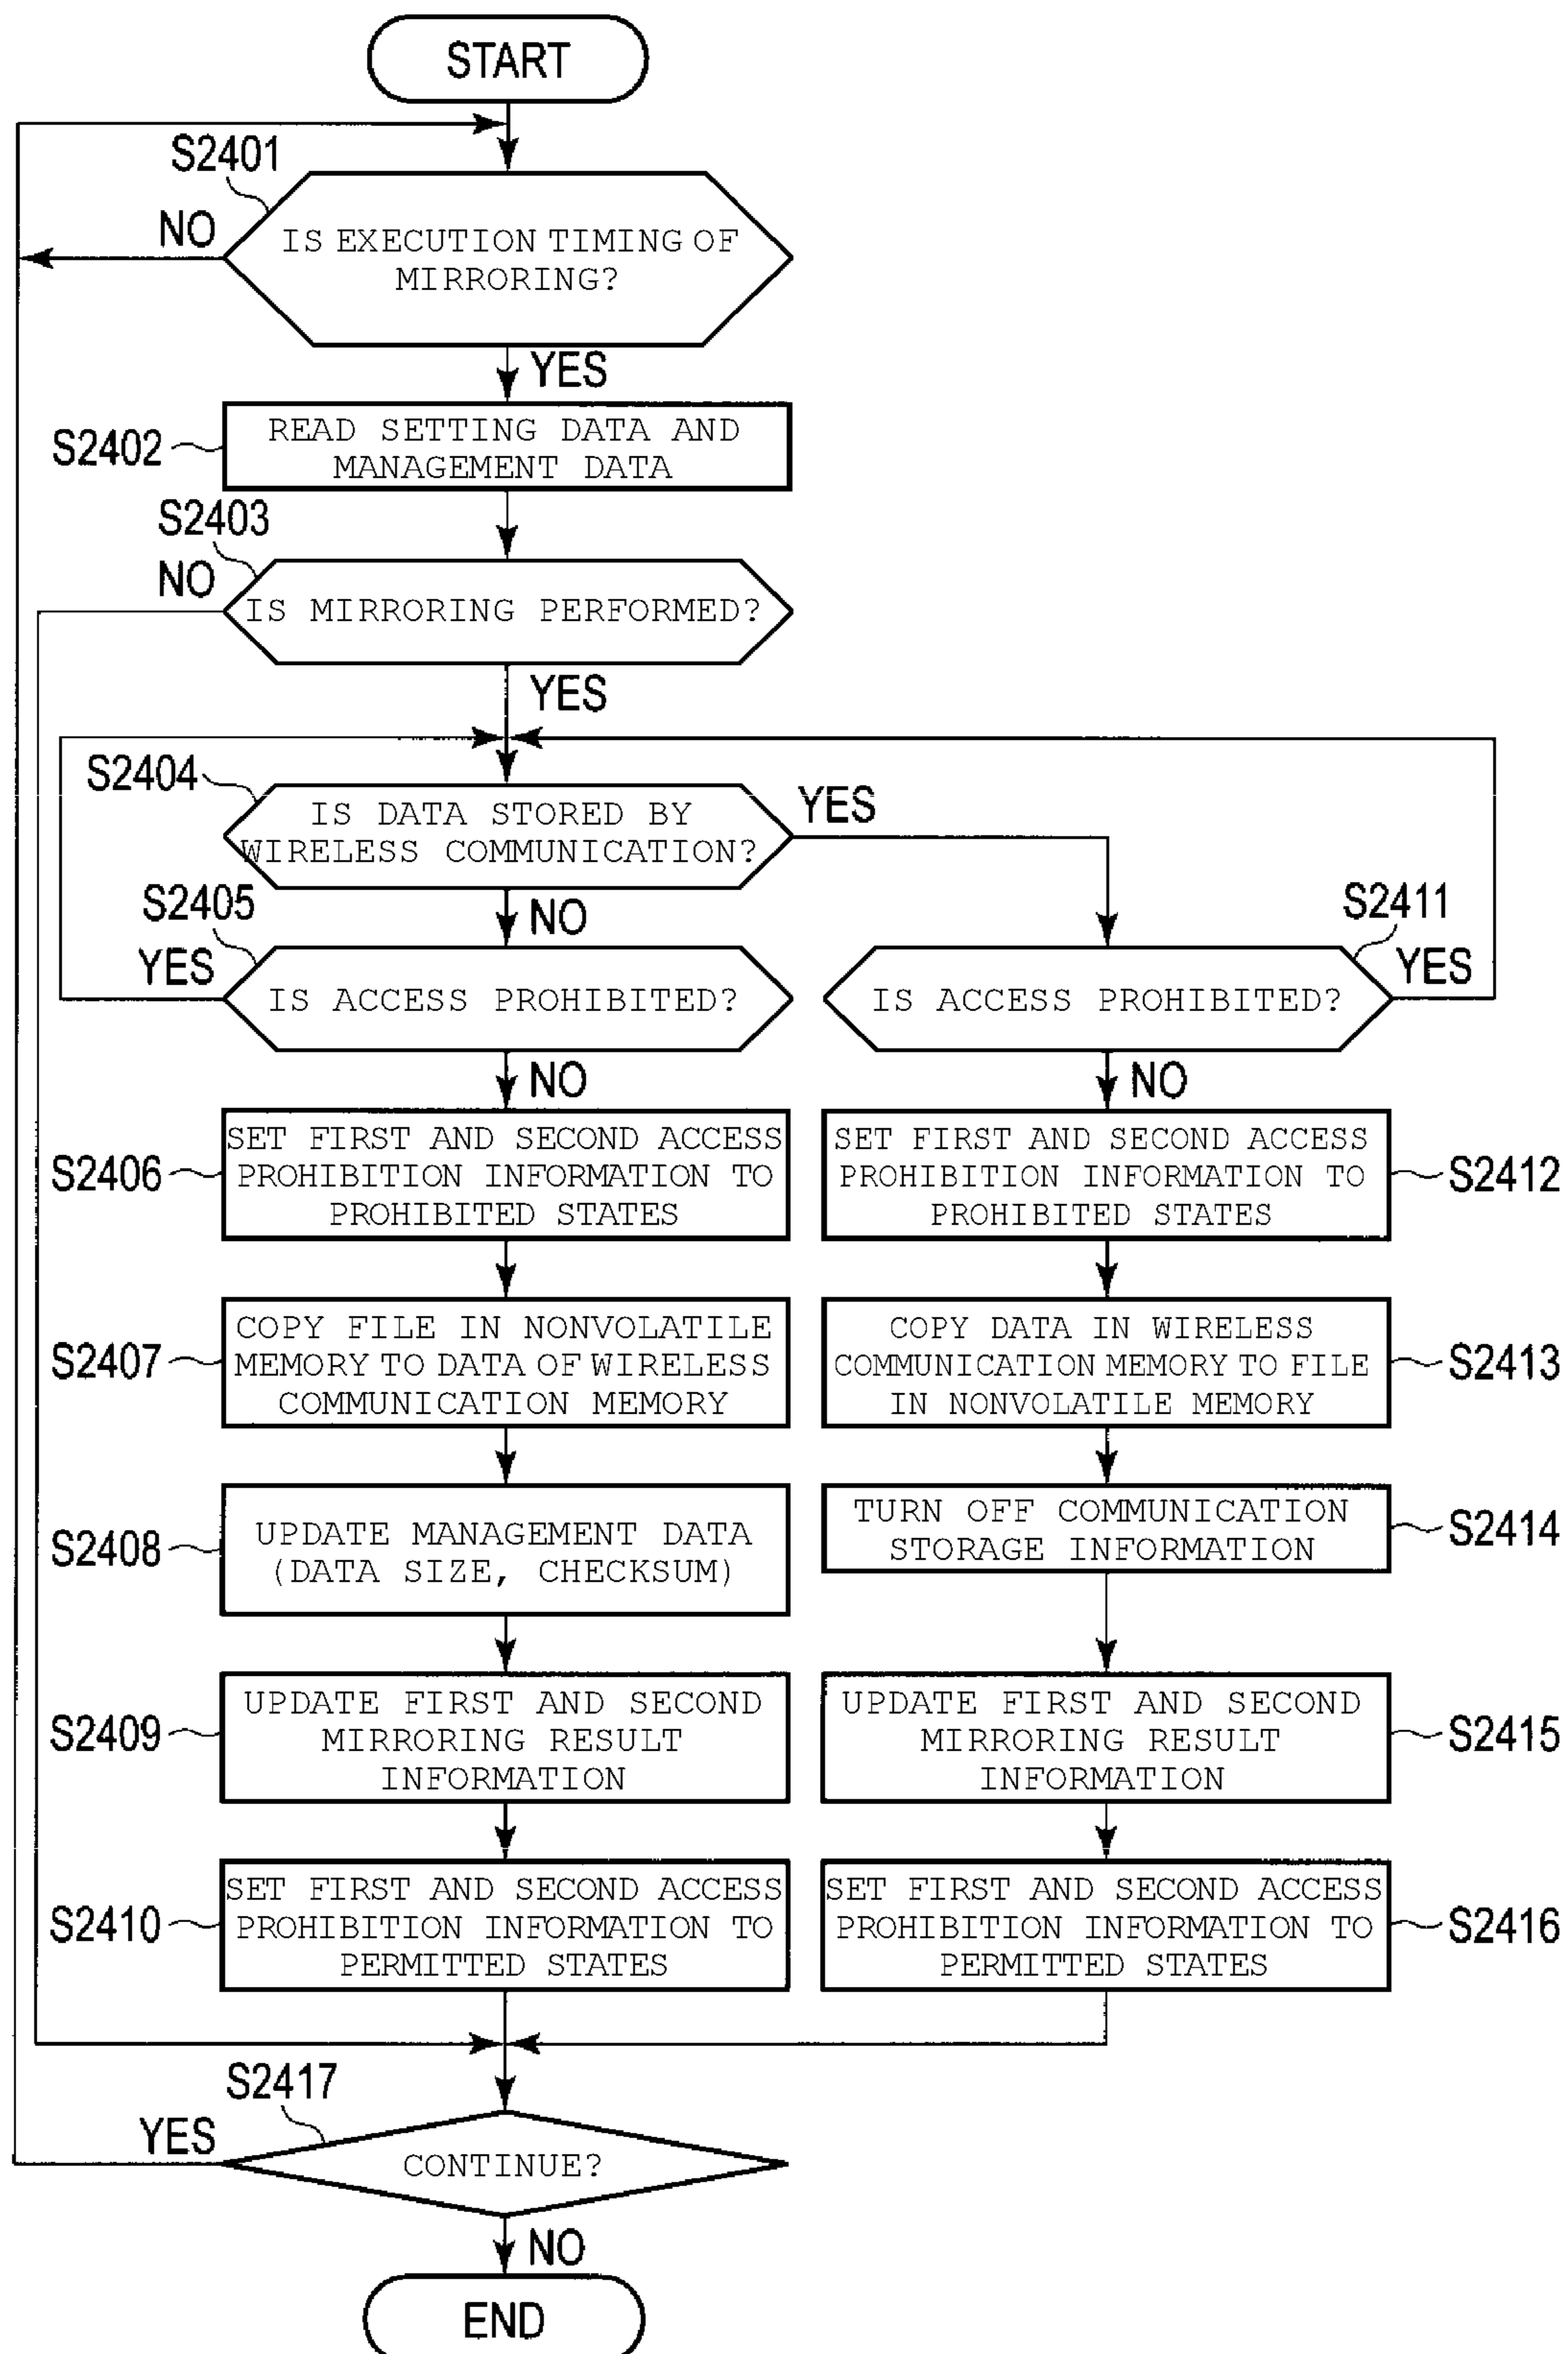 START
S2401
NO
IS EXECUTION TIMING OF
MIRRORING?
YES
S2402
READ SETTING DATA AND
MANAGEMENT DATA
S2403
NO
IS MIRRORING PERFORMED?
YES
S2404
IS DATA STORED BY
WIRELESS COMMUNICATION?
YES
S2405
NO
S2411
YES
IS ACCESS PROHIBITED?
IS ACCESS PROHIBITED?
YES
NO
NO
S2406
SET FIRST AND SECOND ACCESS
PROHIBITION INFORMATION TO
PROHIBITED STATES
SET FIRST AND SECOND ACCESS
PROHIBITION INFORMATION TO
PROHIBITED STATES
S2412
S2407
COPY FILE IN NONVOLATILE
MEMORY TO DATA OF WIRELESS
COMMUNICATION MEMORY
COPY DATA IN WIRELESS
COMMUNICATION MEMORY TO FILE
IN NONVOLATILE MEMORY
S2413
S2408
UPDATE MANAGEMENT DATA
(DATA SIZE, CHECKSUM)
TURN OFF COMMUNICATION
STORAGE INFORMATION
S2414
S2409
UPDATE FIRST AND SECOND
MIRRORING RESULT
INFORMATION
UPDATE FIRST AND SECOND
MIRRORING RESULT
INFORMATION
S2415
S2410
SET FIRST AND SECOND ACCESS
PROHIBITION INFORMATION TO
PERMITTED STATES
SET FIRST AND SECOND ACCESS
PROHIBITION INFORMATION TO
PERMITTED STATES
S2416
S2417
YES
CONTINUE?
NO
END